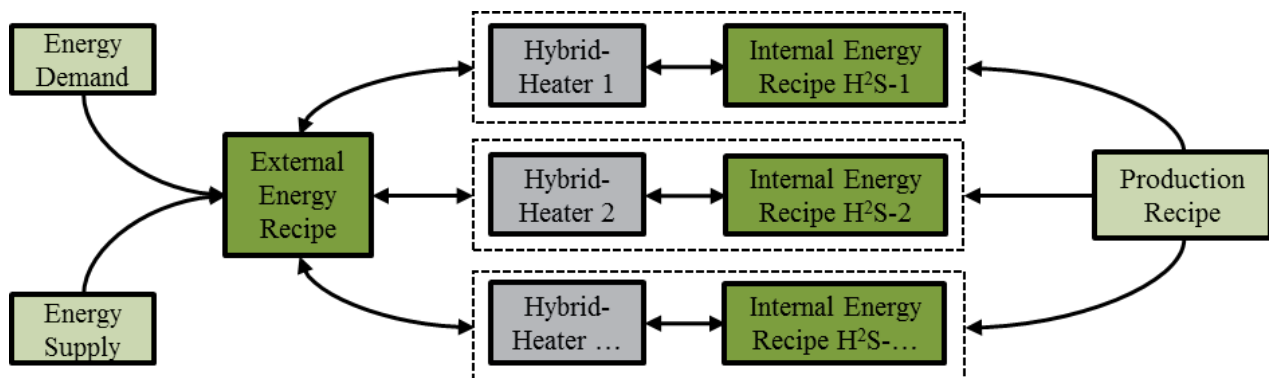 Energy
Demand
Energy
Supply
External
Energy
Recipe
Hybrid-
Heater 1
Internal Energy
Recipe H²S-1
Hybrid-
Heater 2
Internal Energy
Recipe H²S-2
Hybrid-
Heater …
Internal Energy
Recipe H²S-…
Production
Recipe